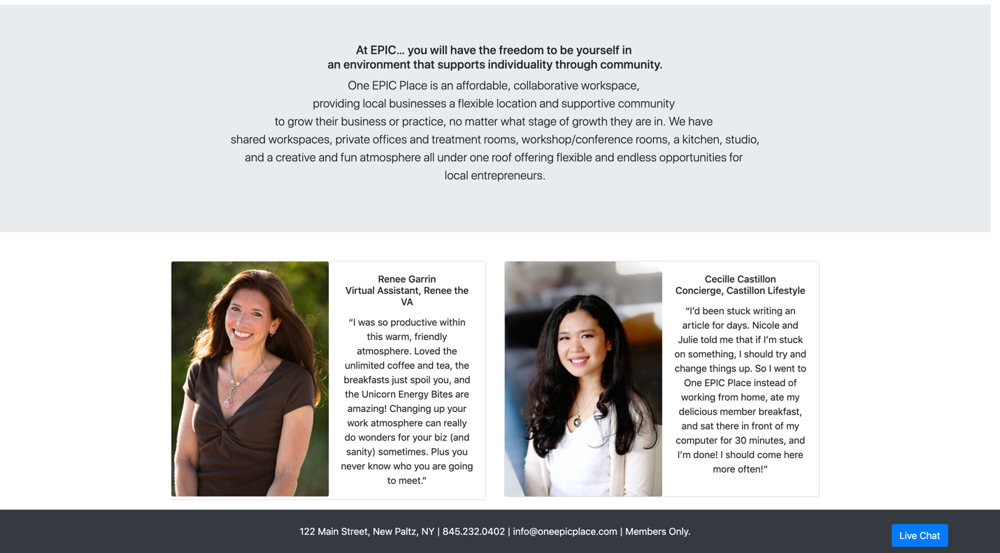 At EPIC... you will have the freedom to be yourself in
an environment that supports individuality through community.
One EPIC Place is an affordable, collaborative workspace,
providing local businesses a flexible location and supportive community
to grow their business or practice, no matter what stage of growth they are in. We have
shared workspaces, private offices and treatment rooms, workshop/conference rooms, a kitchen, studio,
and a creative and fun atmosphere all under one roof offering flexible and endless opportunities for
local entrepreneurs.
Renee Garrin
Virtual Assistant, Renee the
VA
“I was so productive within
this warm, friendly
atmosphere. Loved the
unlimited coffee and tea, the
breakfasts just spoil you, and
the Unicorn Energy Bites are
amazing! Changing up your
work atmosphere can really
do wonders for your biz (and
sanity) sometimes. Plus you
never know who you are going
to meet.”
Cecille Castillon
Concierge, Castillon Lifestyle
“I’d been stuck writing an
article for days. Nicole and
Julie told me that if I’m stuck
on something, I should try and
change things up. So I went to
One EPIC Place instead of
working from home, ate my
delicious member breakfast,
and sat there in front of my
computer for 30 minutes, and
I’m done! I should come here
more often!”
122 Main Street, New Paltz, NY | 845.232.0402 | info@oneepicplace.com | Members Only.
Live Chat